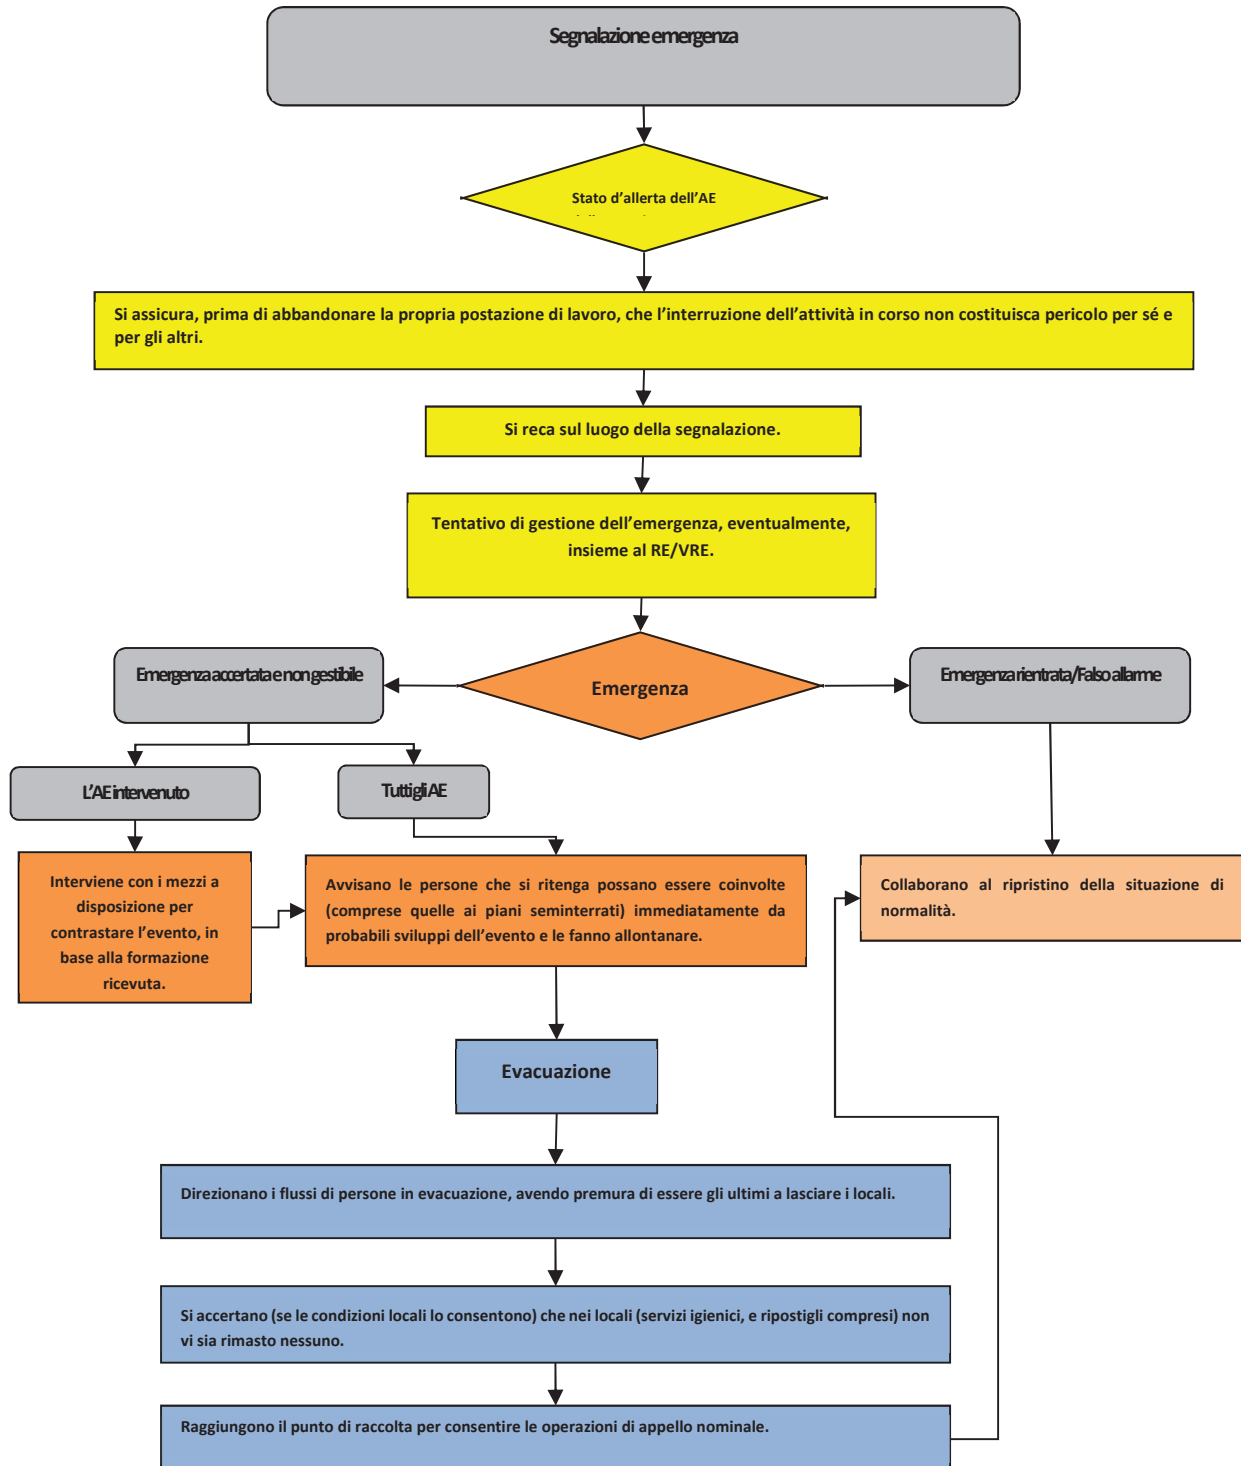 Segnalazione emergenza
Stato d’allerta dell’AE
Si assicura, prima di abbandonare la propria postazione di lavoro, che l’interruzione dell’attività in corso non costituisca pericolo per sé e
per gli altri.
Si reca sul luogo della segnalazione.
Tentativo di gestione dell’emergenza, eventualmente,
insieme al RE/VRE.
Emergenza accertata e non gestibile
Emergenza
Emergenza rientrata/Falso allarme
L’AE intervenuto
Tutti gli AE
Interviene con i mezzi a
disposizione per
contrastare l’evento, in
base alla formazione
ricevuta.
Avvisano le persone che si ritenga possano essere coinvolte
(comprese quelle ai piani seminterrati) immediatamente da
probabili sviluppi dell’evento e le fanno allontanare.
Collaborano al ripristino della situazione di
normalità.
Evacuazione
Direzionano i flussi di persone in evacuazione, avendo premura di essere gli ultimi a lasciare i locali.
Si accertano (se le condizioni locali lo consentono) che nei locali (servizi igienici, e ripostigli compresi) non
vi sia rimasto nessuno.
Raggiungono il punto di raccolta per consentire le operazioni di appello nominale.